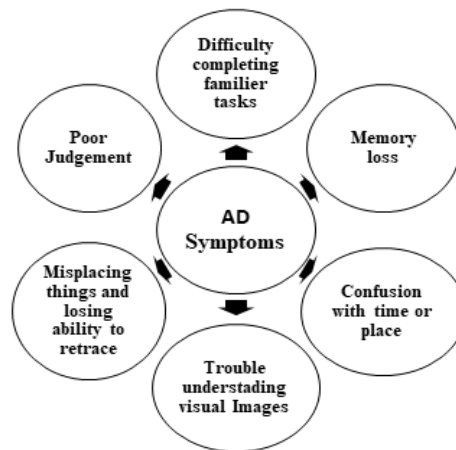 Difficulty
completing
familier
tasks
Poor
Judgement
Memory
loss
AD
Symptoms
Misplacing
things and
losing
ability to
retrace
Confusion
with time or
place
Trouble
understading
visual Images